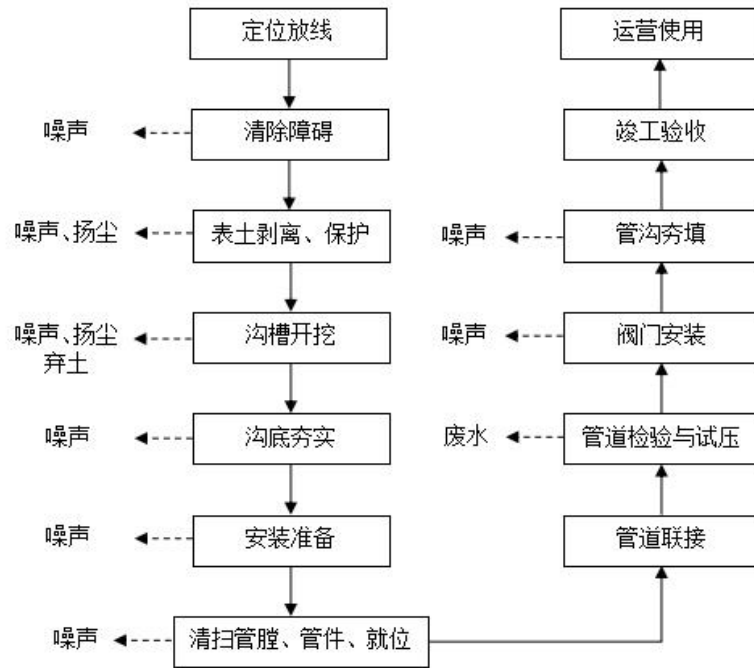 定位放线
噪声
清除障碍
噪声、扬尘
表土剥离、保护
噪声、扬尘
弃土
沟槽开挖
噪声
沟底夯实
噪声
安装准备
噪声
清扫管膛、管件、就位
运营使用
竣工验收
噪声
管沟夯填
噪声
阀门安装
废水
管道检验与试压
管道联接